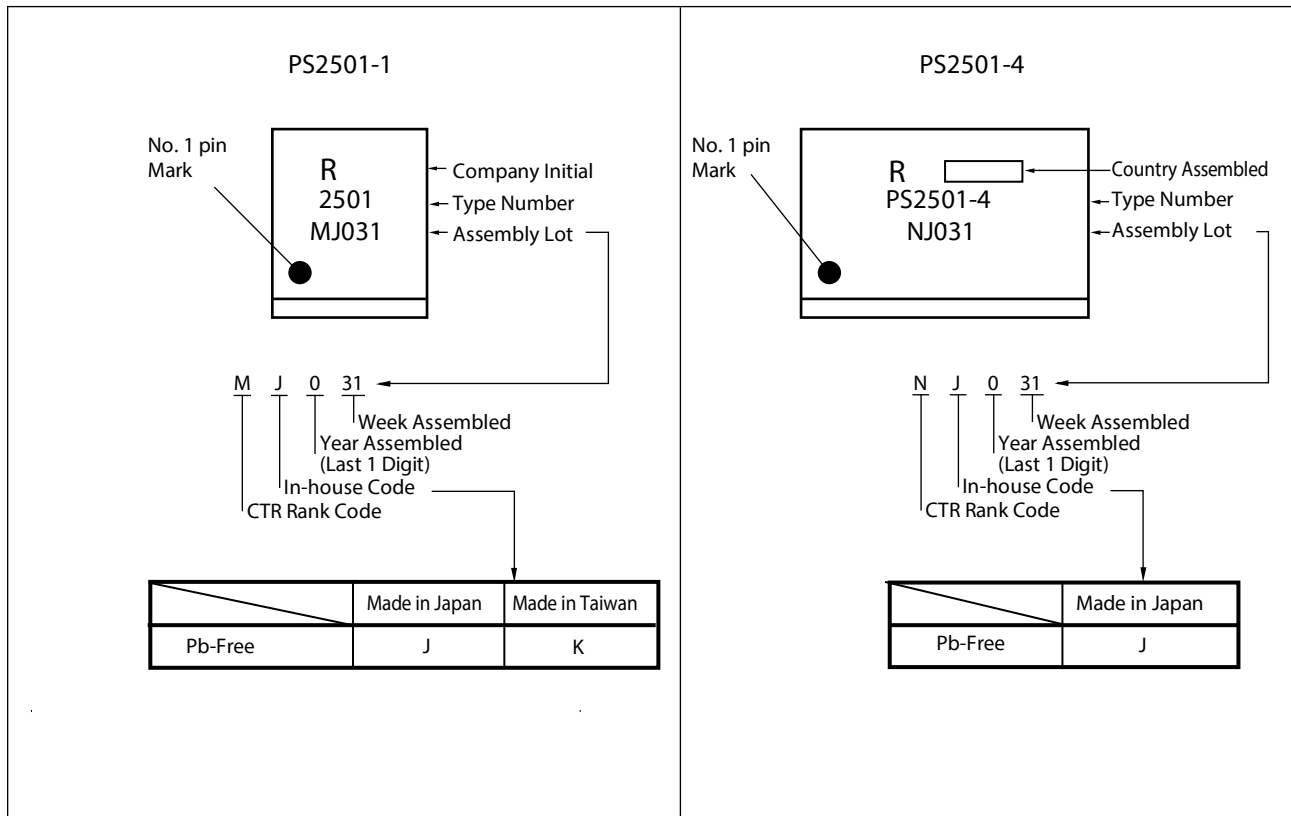 PS2501-1
No. 1 pin
Mark
R
2501
MJ031
Company Initial
Type Number
Assembly Lot
M J 0 31
Week Assembled
Year Assembled
(Last 1 Digit)
In-house Code
CTR Rank Code
Made in Japan Made in Taiwan
Pb-Free J K
PS2501-4
No. 1 pin
Mark
R
PS2501-4
NJ031
Country Assembled
Type Number
Assembly Lot
N J 0 31
Week Assembled
Year Assembled
(Last 1 Digit)
In-house Code
CTR Rank Code
Made in Japan
Pb-Free J